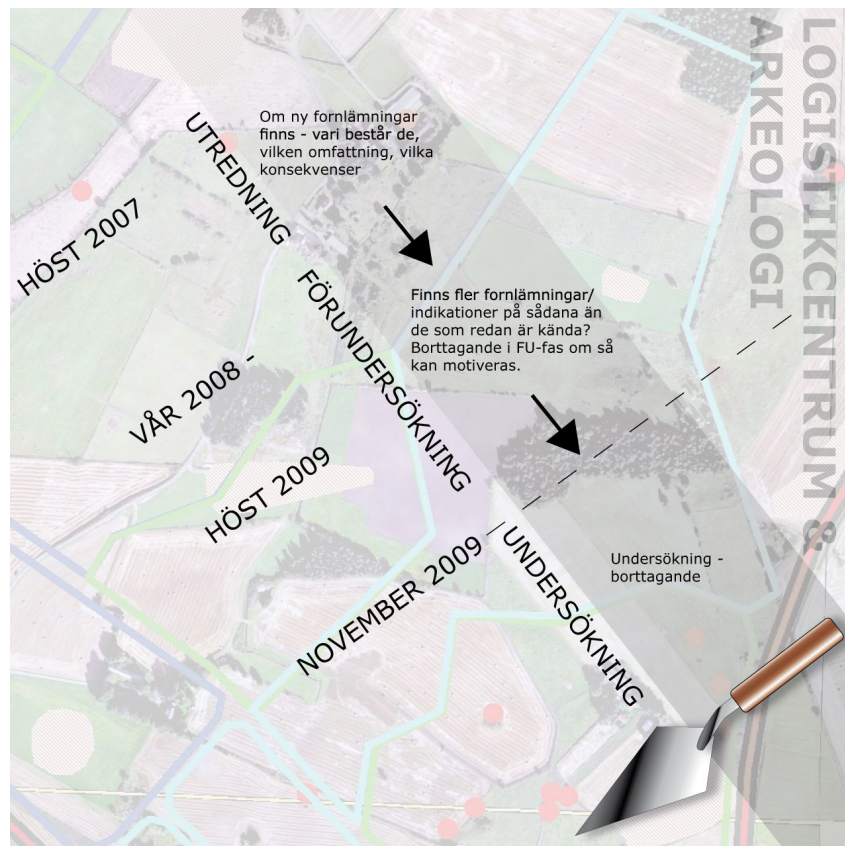 LOGISTIKCENTRUM &
ARKEOLOGI
UTREDNING
Om ny fornlämningar
finns - vari består de,
vilken omfattning, vilka
konsekvenser
HÖST 2007
FÖRUNDERSÖKNING
Finns fler fornlämningar/
indikationer på sådana än
de som redan är kända?
Borttagande i FU-fas om så
kan motiveras.
VÅR 2008 -
HÖST 2009
NOVEMBER 2009
UNDERSÖKNING
Undersökning -
borttagande